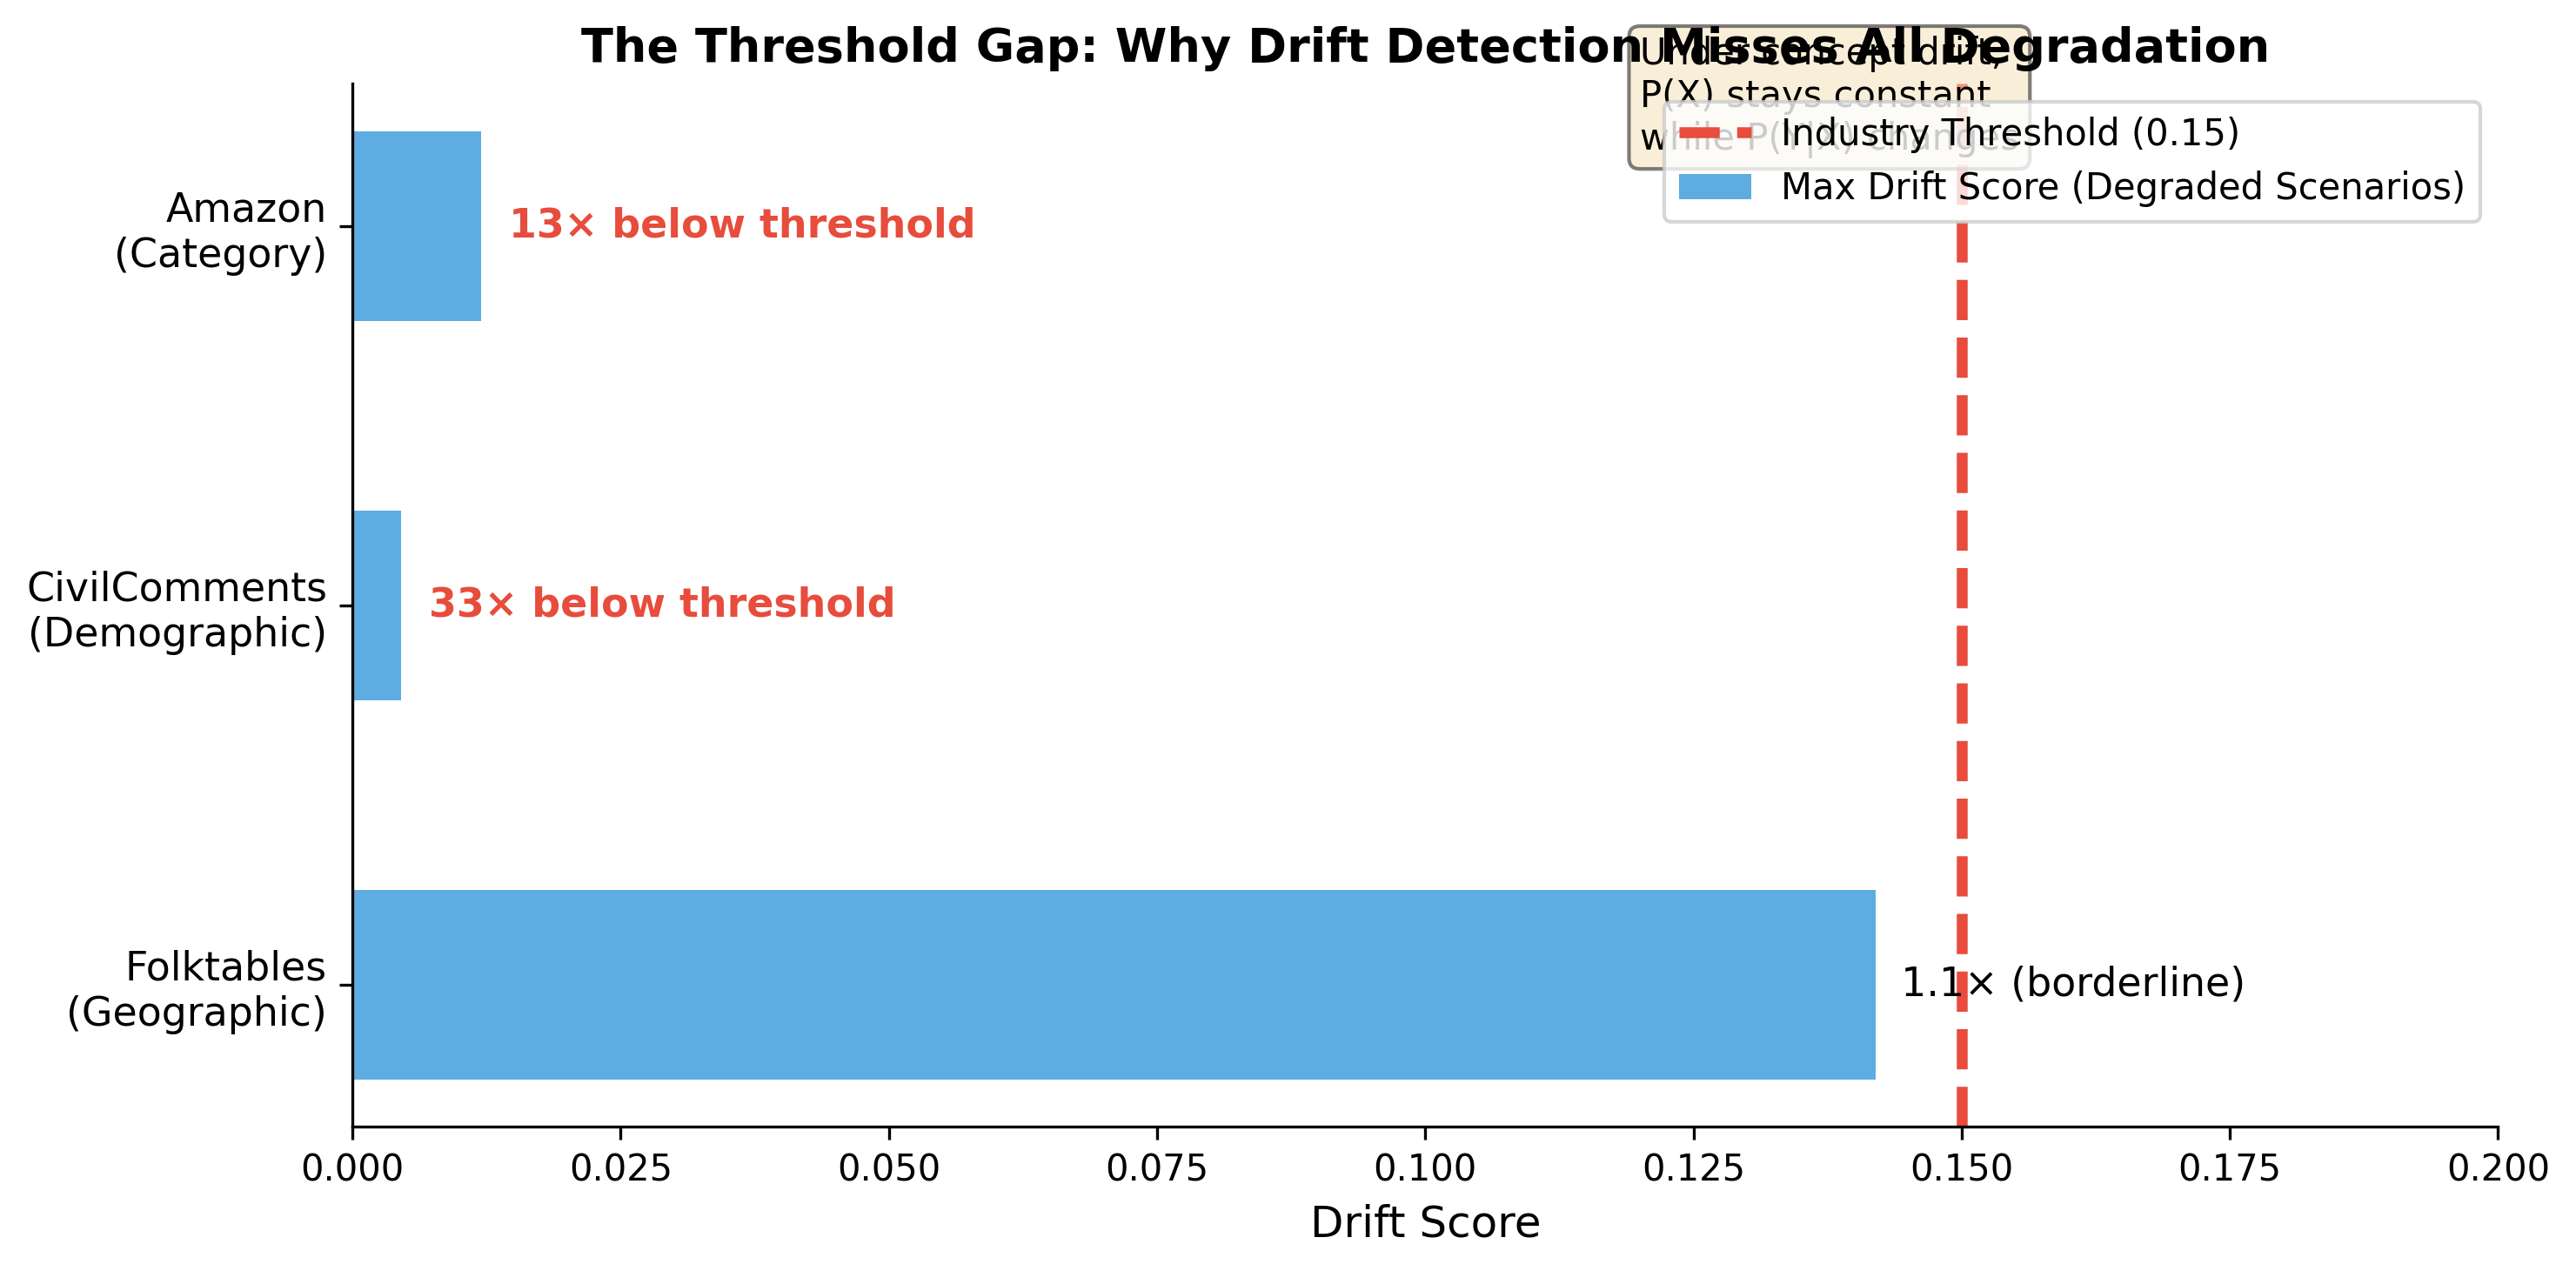 The Threshold Gap: Why Drift Detection Misses All Degradation
Under concept drift,
P(X) stays constant
while P(Y|X) changes
Industry Threshold (0.15)
Max Drift Score (Degraded Scenarios)
Amazon
(Category)
13× below threshold
CivilComments
(Demographic)
33× below threshold
Folktables
(Geographic)
1.1× (borderline)
0.000
0.025
0.050
0.075
0.100
0.125
0.150
0.175
0.200
Drift Score